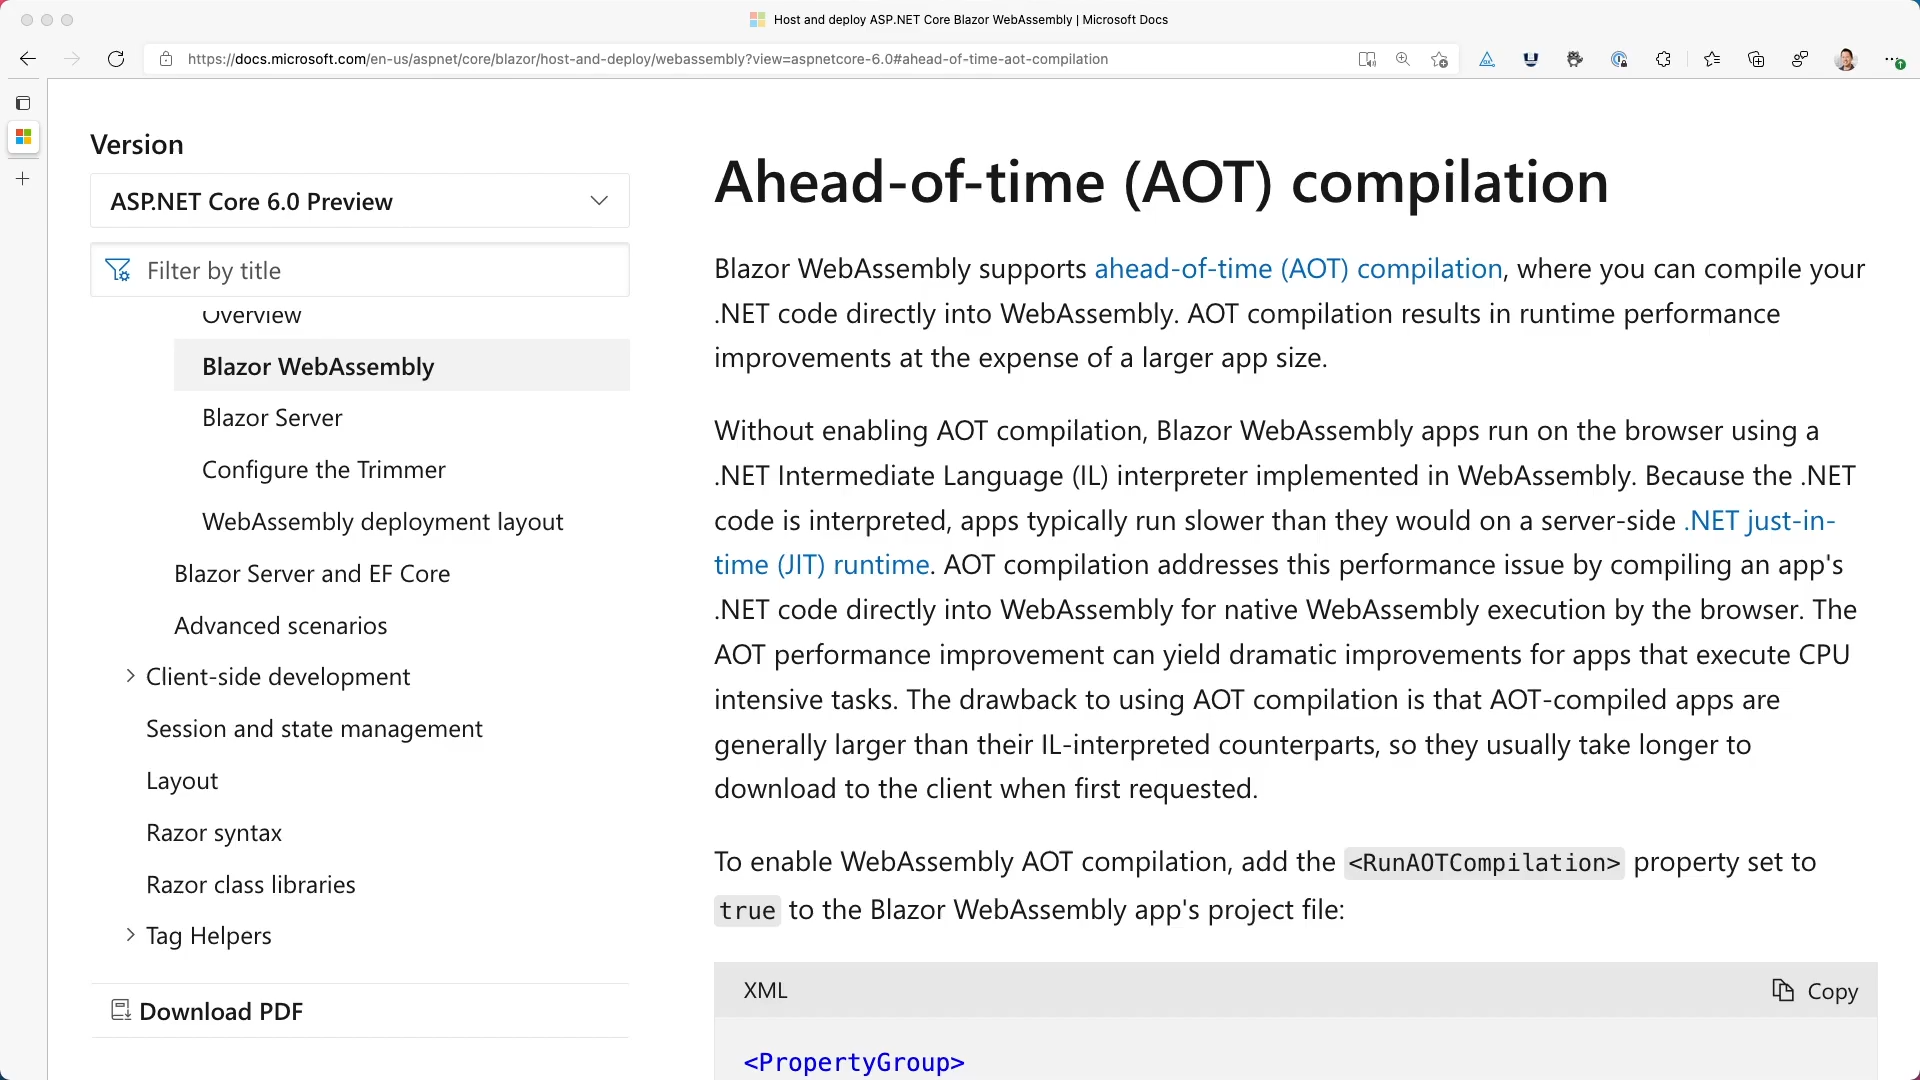 Host and deploy ASP.NET Core Blazor WebAssembly | Microsoft Docs
https://docs.microsoft.com/en-us/aspnet/core/blazor/host-and-deploy/webassembly?view=aspnetcore-6.0#ahead-of-time-aot-compilation
Version
ASP.NET Core 6.0 Preview
Filter by title
Overview
Blazor WebAssembly
Blazor Server
Configure the Trimmer
WebAssembly deployment layout
Blazor Server and EF Core
Advanced scenarios
Client-side development
Session and state management
Layout
Razor syntax
Razor class libraries
Tag Helpers
Download PDF
Ahead-of-time (AOT) compilation
Blazor WebAssembly supports ahead-of-time (AOT) compilation, where you can compile your
.NET code directly into WebAssembly. AOT compilation results in runtime performance
improvements at the expense of a larger app size.
Without enabling AOT compilation, Blazor WebAssembly apps run on the browser using a
.NET Intermediate Language (IL) interpreter implemented in WebAssembly. Because the .NET
code is interpreted, apps typically run slower than they would on a server-side .NET just-in-
time (JIT) runtime. AOT compilation addresses this performance issue by compiling an app's
.NET code directly into WebAssembly for native WebAssembly execution by the browser. The
AOT performance improvement can yield dramatic improvements for apps that execute CPU
intensive tasks. The drawback to using AOT compilation is that AOT-compiled apps are
generally larger than their IL-interpreted counterparts, so they usually take longer to
download to the client when first requested.
To enable WebAssembly AOT compilation, add the <RunAOTCompilation> property set to
true to the Blazor WebAssembly app's project file:
XML
Copy
<PropertyGroup>